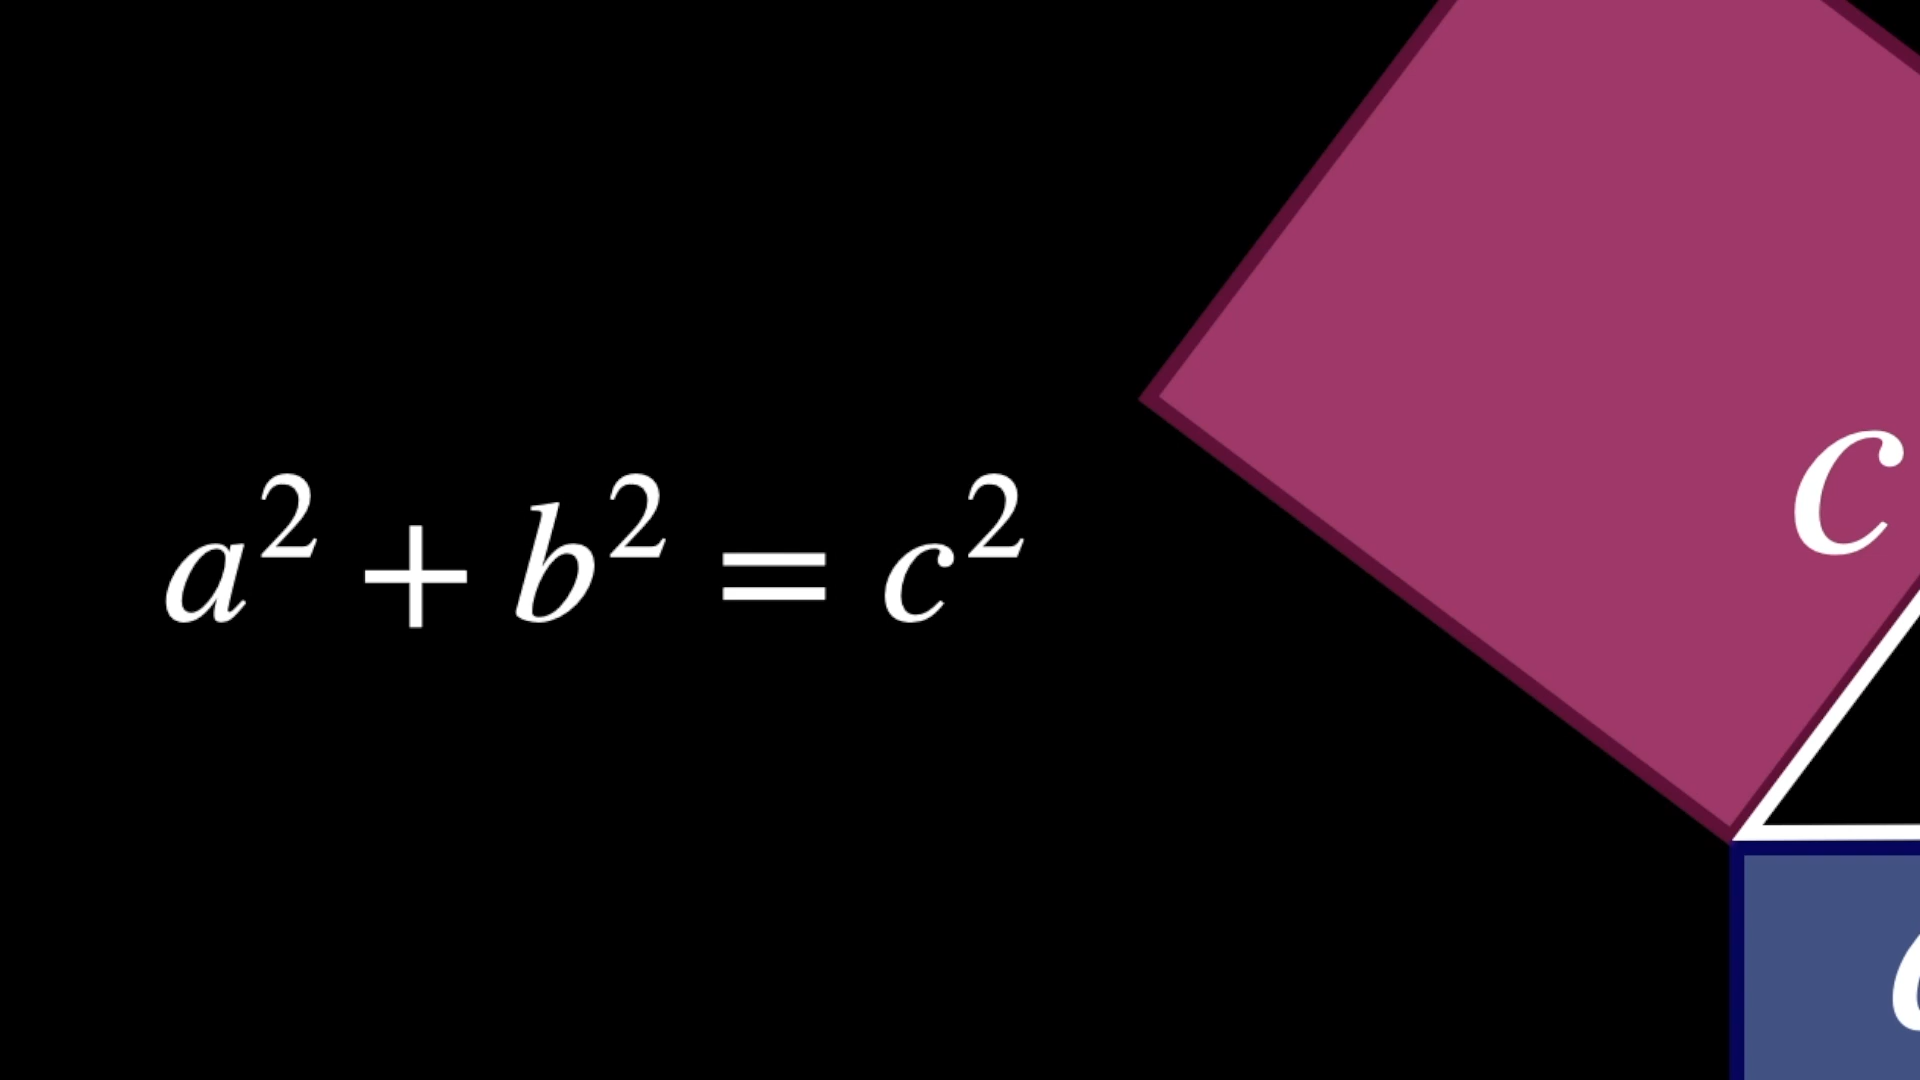 a² + b² = c²
c